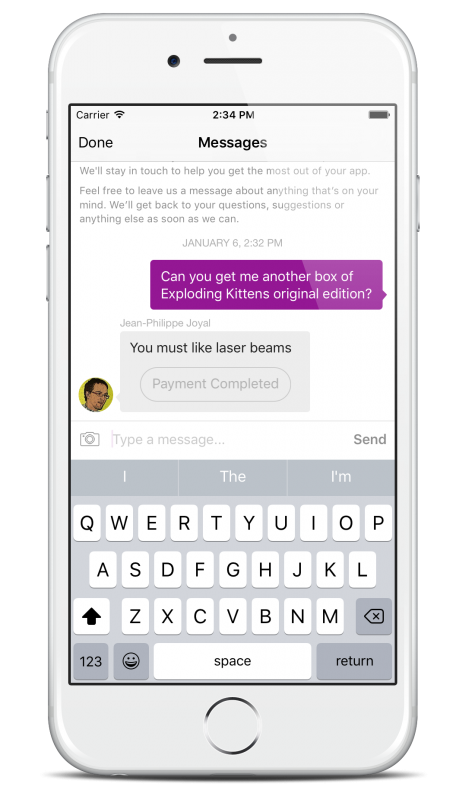 Carrier 2:34 PM
Done Messages
We'll stay in touch to help you get the most out of your app.
Feel free to leave us a message about anything that's on your
mind. We'll get back to your questions, suggestions or
anything else as soon as we can.
JANUARY 6, 2:32 PM
Can you get me another box of
Exploding Kittens original edition?
Jean-Philippe Joyal
You must like laser beams
Payment Completed
Type a message... Send
I The I'm
Q W E R T Y U I O P
A S D F G H J K L
Z X C V B N M
123 space return